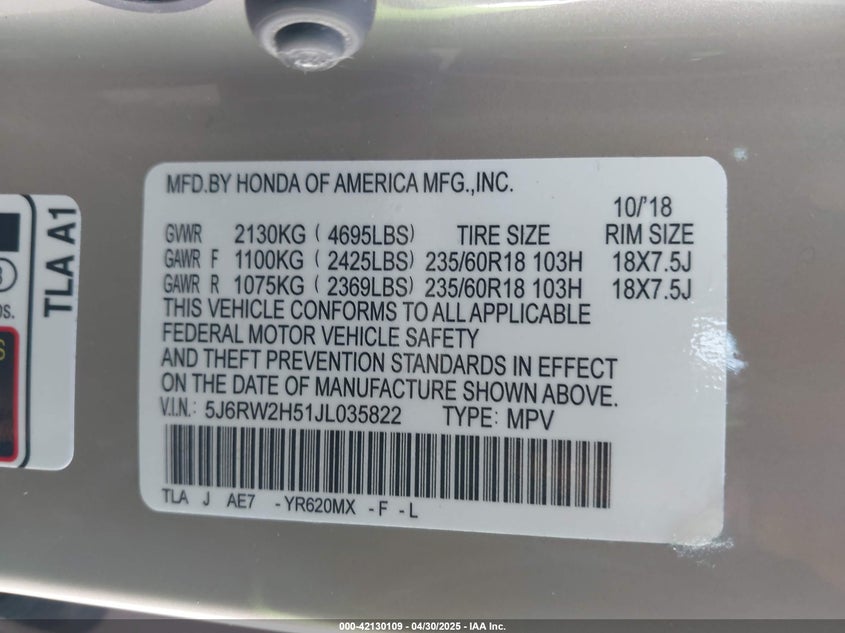 MFD.BY HONDA OF AMERICA MFG.,INC.
10/'18
GVWR 2130KG ( 4695LBS) TIRE SIZE RIM SIZE
GAWR F 1100KG ( 2425LBS) 235/60R18 103H 18X7.5J
GAWR R 1075KG ( 2369LBS) 235/60R18 103H 18X7.5J
THIS VEHICLE CONFORMS TO ALL APPLICABLE
FEDERAL MOTOR VEHICLE SAFETY
AND THEFT PREVENTION STANDARDS IN EFFECT
ON THE DATE OF MANUFACTURE SHOWN ABOVE.
V.I.N.: 5J6RW2H51JL035822 TYPE: MPV
TLA J AE7 -YR620MX -F -L
TLA A1
000-42130109 - 04/30/2025 - IAA Inc.